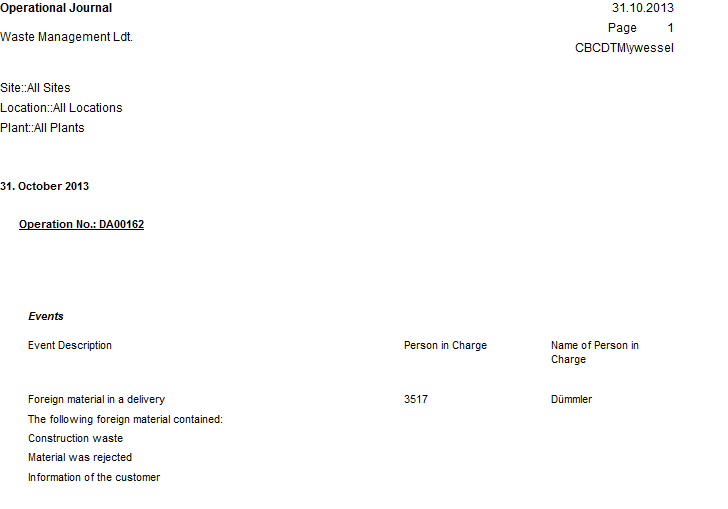 Operational Journal 31.10.2013
Page 1
Waste Management Ldt.
CBCDTM\ywessel
Site::All Sites
Location::All Locations
Plant::All Plants
31. October 2013
Operation No.: DA00162
Events
Event Description Person in Charge Name of Person in
Charge
Foreign material in a delivery 3517 Dümmler
The following foreign material contained:
Construction waste
Material was rejected
Information of the customer